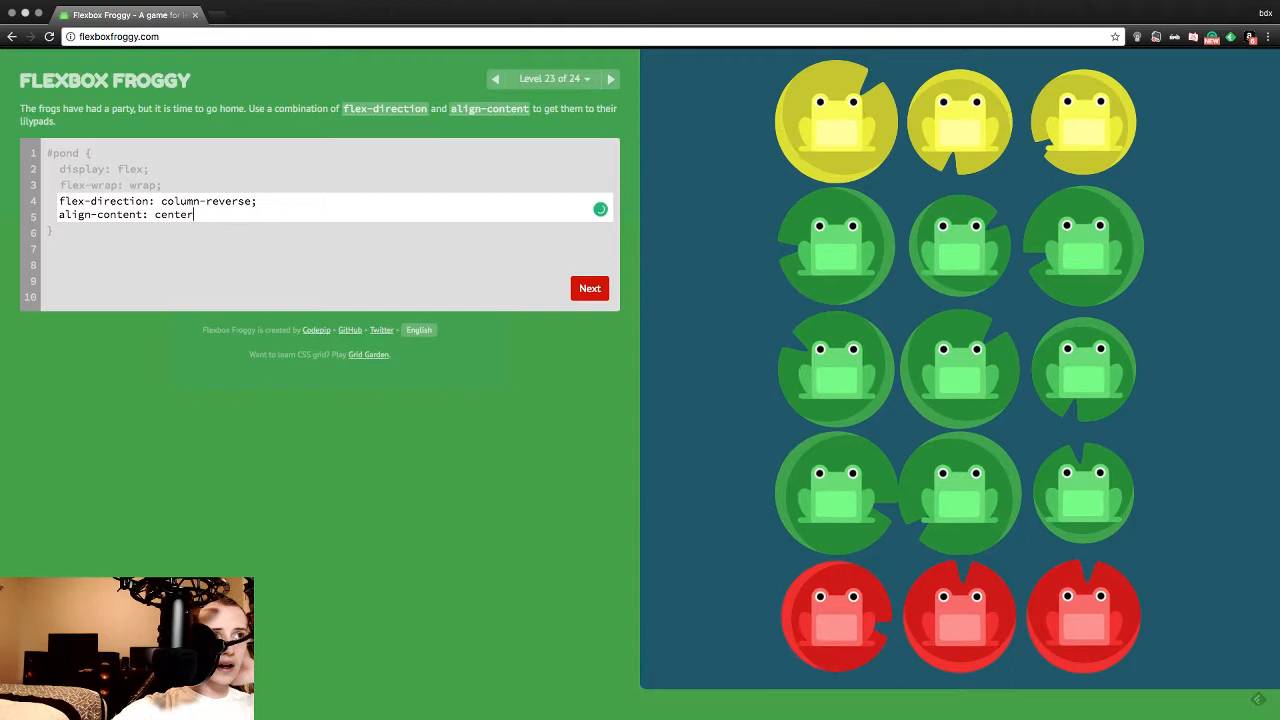 Flexbox Froggy - A game for le
bdx
flexboxfroggy.com
NEW
6
FLEXBOX FROGGY
Level 23 of 24
The frogs have had a party, but it is time to go home. Use a combination of flex-direction and align-content to get them to their
lilypads.
1 #pond {
2 display: flex;
3 flex-wrap: wrap;
4 flex-direction: column-reverse;
5 align-content: center
6 }
7
8
9
10
Next
Flexbox Froggy is created by Codepip • GitHub • Twitter • English
Want to learn CSS grid? Play Grid Garden.